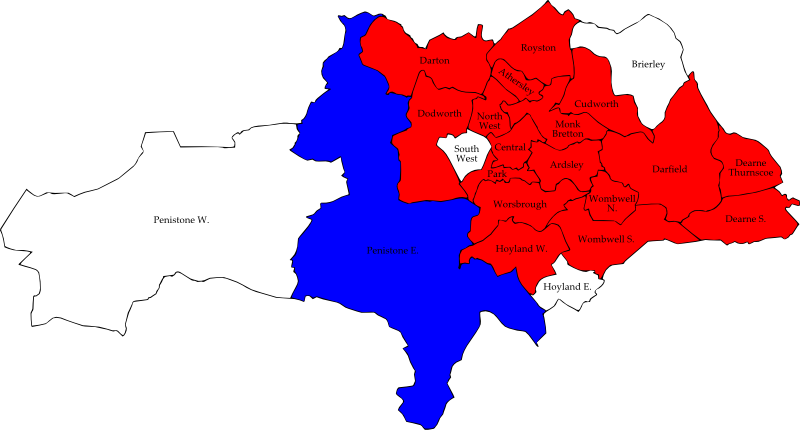 Royston
Darton
Brierley
Athersley
Cudworth
Dodworth
North
West
Monk
Bretton
South
West
Central
Ardsley
Darfield
Dearne
Thurnscoe
Park
Wombwell
N.
Worsbrough
Penistone W.
Dearne S.
Wombwell S.
Hoyland W.
Penistone E.
Hoyland E.